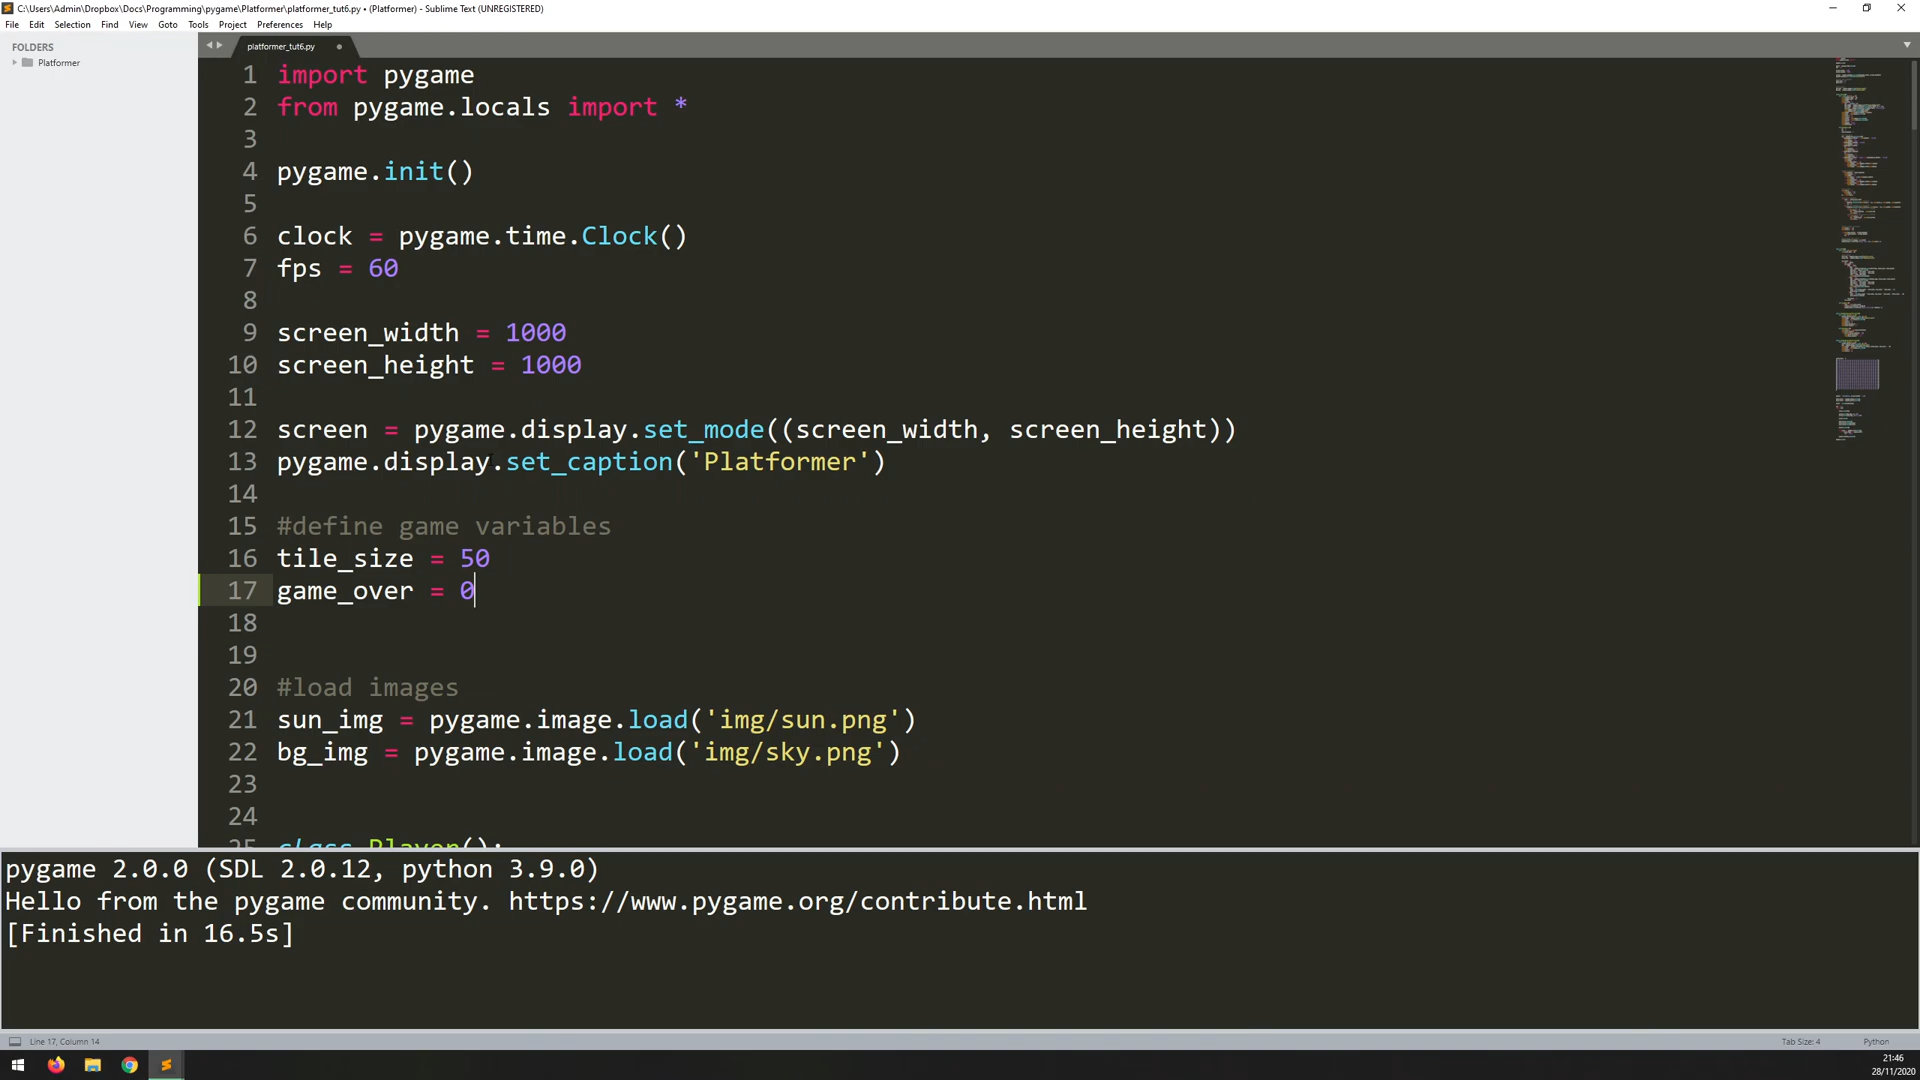 C:\Users\Admin\Dropbox\Docs\Programming\pygame\Platformer\platformer_tut6.py • (Platformer) - Sublime Text (UNREGISTERED)
File Edit Selection Find View Goto Tools Project Preferences Help
FOLDERS
Platformer
platformer_tut6.py
1 import pygame
2 from pygame.locals import *
3
4 pygame.init()
5
6 clock = pygame.time.Clock()
7 fps = 60
8
9 screen_width = 1000
10 screen_height = 1000
11
12 screen = pygame.display.set_mode((screen_width, screen_height))
13 pygame.display.set_caption('Platformer')
14
15 #define game variables
16 tile_size = 50
17 game_over = 0
18
19
20 #load images
21 sun_img = pygame.image.load('img/sun.png')
22 bg_img = pygame.image.load('img/sky.png')
23
24
25 class Player():
pygame 2.0.0 (SDL 2.0.12, python 3.9.0)
Hello from the pygame community. https://www.pygame.org/contribute.html
[Finished in 16.5s]
Line 17, Column 14
Tab Size: 4
Python
21:46
28/11/2020